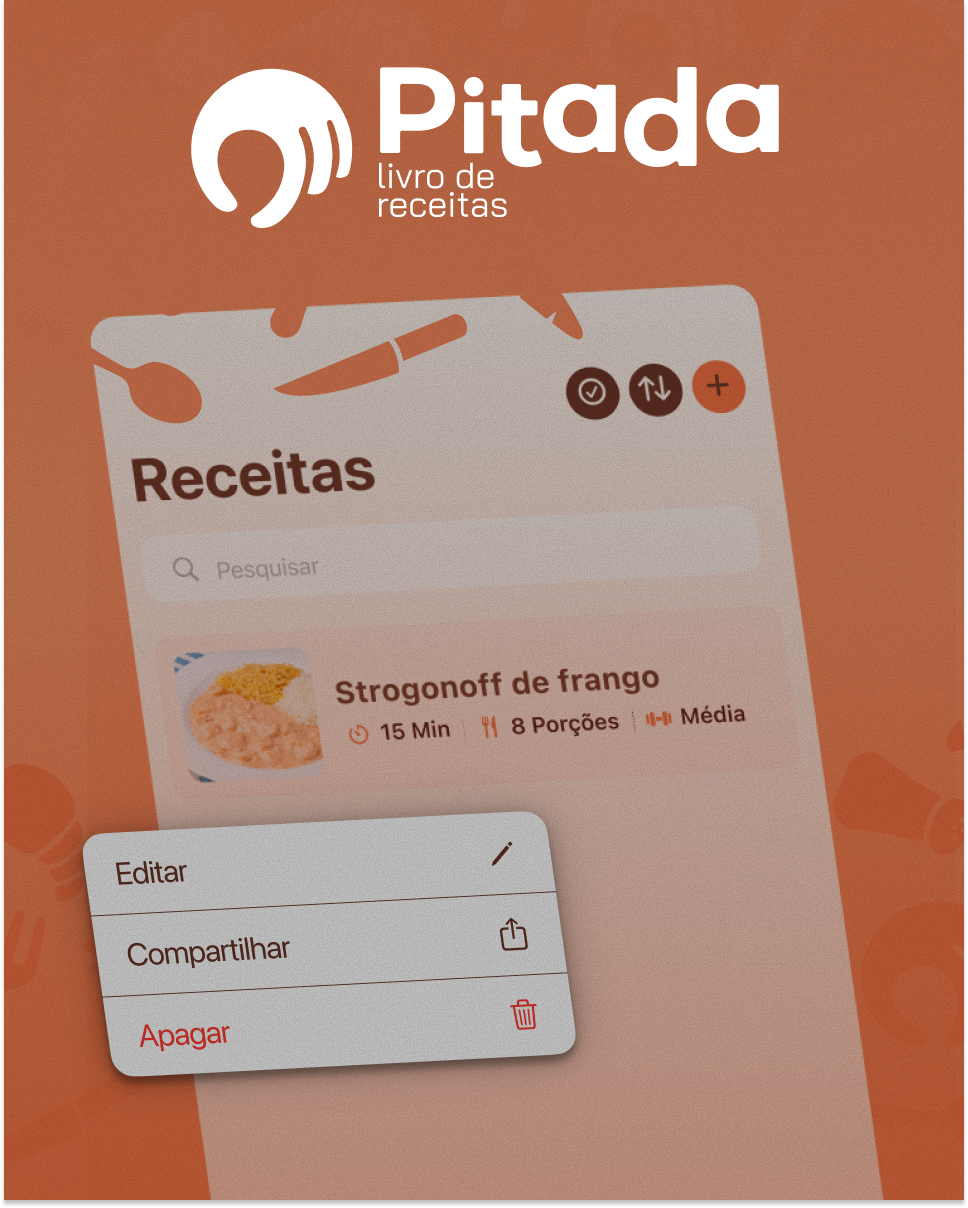 Pitada
livro de
receitas
Receitas
Pesquisar
Strogonoff de frango
15 Min
8 Porções
Média
Editar
Compartilhar
Apagar